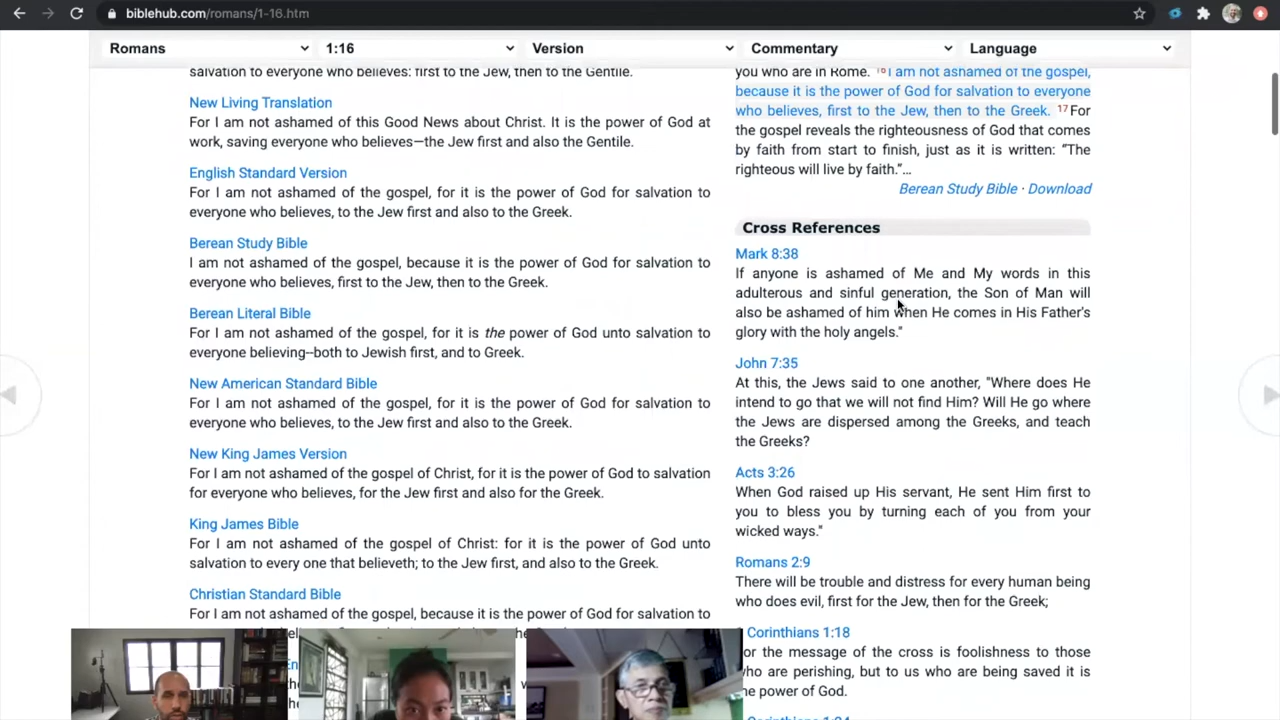 biblehub.com/romans/1-16.htm
Romans
1:16
Version
Commentary
Language
salvation to everyone who believes: first to the Jew, then to the Gentile.
New Living Translation
For I am not ashamed of this Good News about Christ. It is the power of God at
work, saving everyone who believes—the Jew first and also the Gentile.
English Standard Version
For I am not ashamed of the gospel, for it is the power of God for salvation to
everyone who believes, to the Jew first and also to the Greek.
Berean Study Bible
I am not ashamed of the gospel, because it is the power of God for salvation to
everyone who believes, first to the Jew, then to the Greek.
Berean Literal Bible
For I am not ashamed of the gospel, for it is the power of God unto salvation to
everyone believing--both to Jewish first, and to Greek.
New American Standard Bible
For I am not ashamed of the gospel, for it is the power of God for salvation to
everyone who believes, to the Jew first and also to the Greek.
New King James Version
For I am not ashamed of the gospel of Christ, for it is the power of God to salvation
for everyone who believes, for the Jew first and also for the Greek.
King James Bible
For I am not ashamed of the gospel of Christ: for it is the power of God unto
salvation to every one that believeth; to the Jew first, and also to the Greek.
Christian Standard Bible
For I am not ashamed of the gospel, because it is the power of God for salvation to
you who are in Rome. 16I am not ashamed of the gospel,
because it is the power of God for salvation to everyone
who believes, first to the Jew, then to the Greek. 17For
the gospel reveals the righteousness of God that comes
by faith from start to finish, just as it is written: “The
righteous will live by faith.”...
Berean Study Bible · Download
Cross References
Mark 8:38
If anyone is ashamed of Me and My words in this
adulterous and sinful generation, the Son of Man will
also be ashamed of him when He comes in His Father's
glory with the holy angels."
John 7:35
At this, the Jews said to one another, "Where does He
intend to go that we will not find Him? Will He go where
the Jews are dispersed among the Greeks, and teach
the Greeks?
Acts 3:26
When God raised up His servant, He sent Him first to
you to bless you by turning each of you from your
wicked ways."
Romans 2:9
There will be trouble and distress for every human being
who does evil, first for the Jew, then for the Greek;
Corinthians 1:18
or the message of the cross is foolishness to those
who are perishing, but to us who are being saved it is
he power of God.